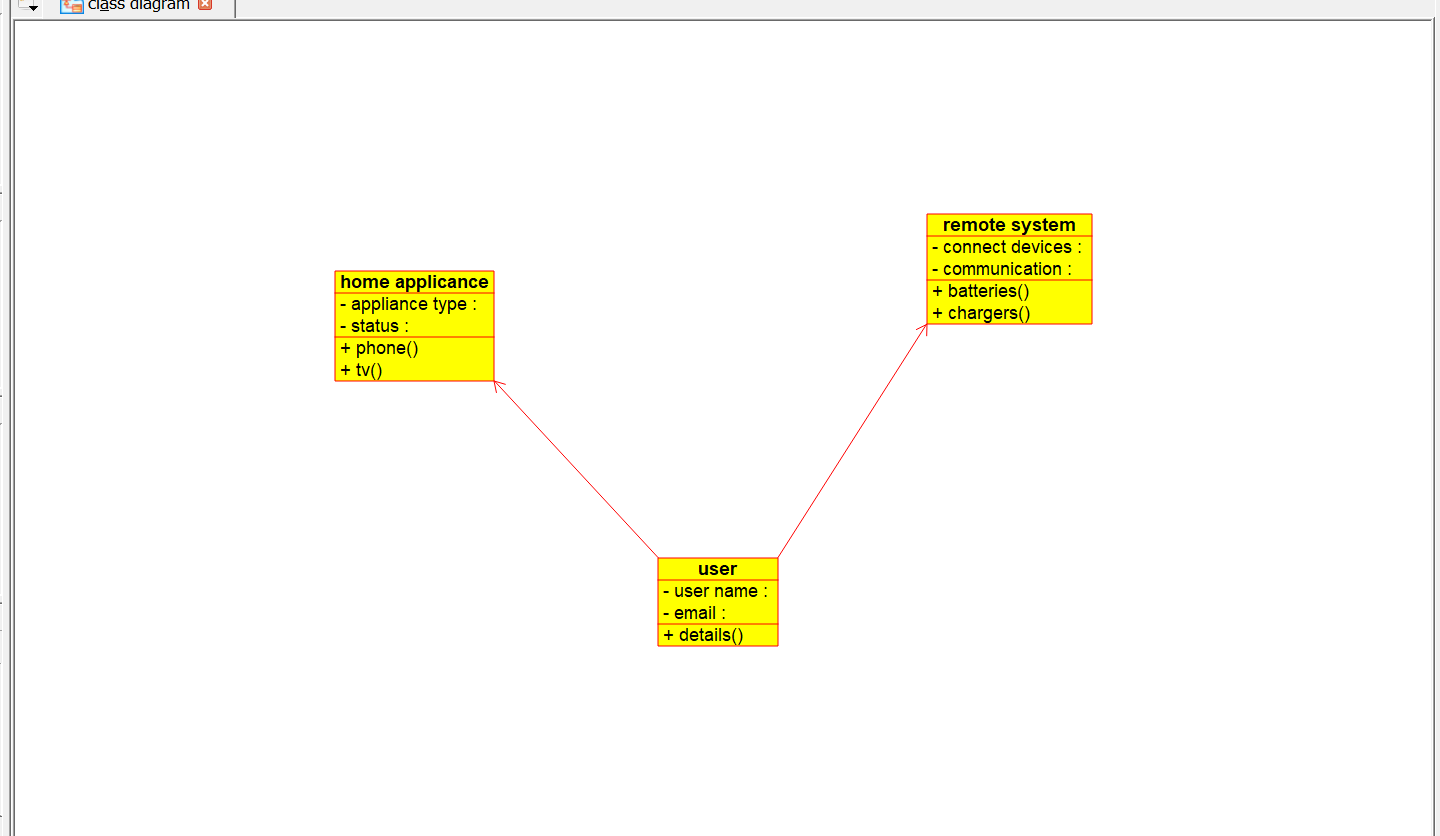 class diagram
home applicance
- appliance type :
- status :
+ phone()
+ tv()
remote system
- connect devices :
- communication :
+ batteries()
+ chargers()
user
- user name :
- email :
+ details()